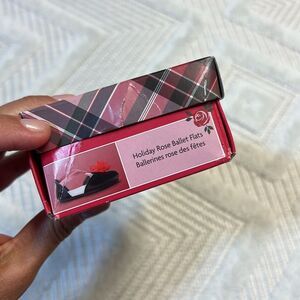 Holiday Rose Ballet Flats
Ballerines rose des fêtes